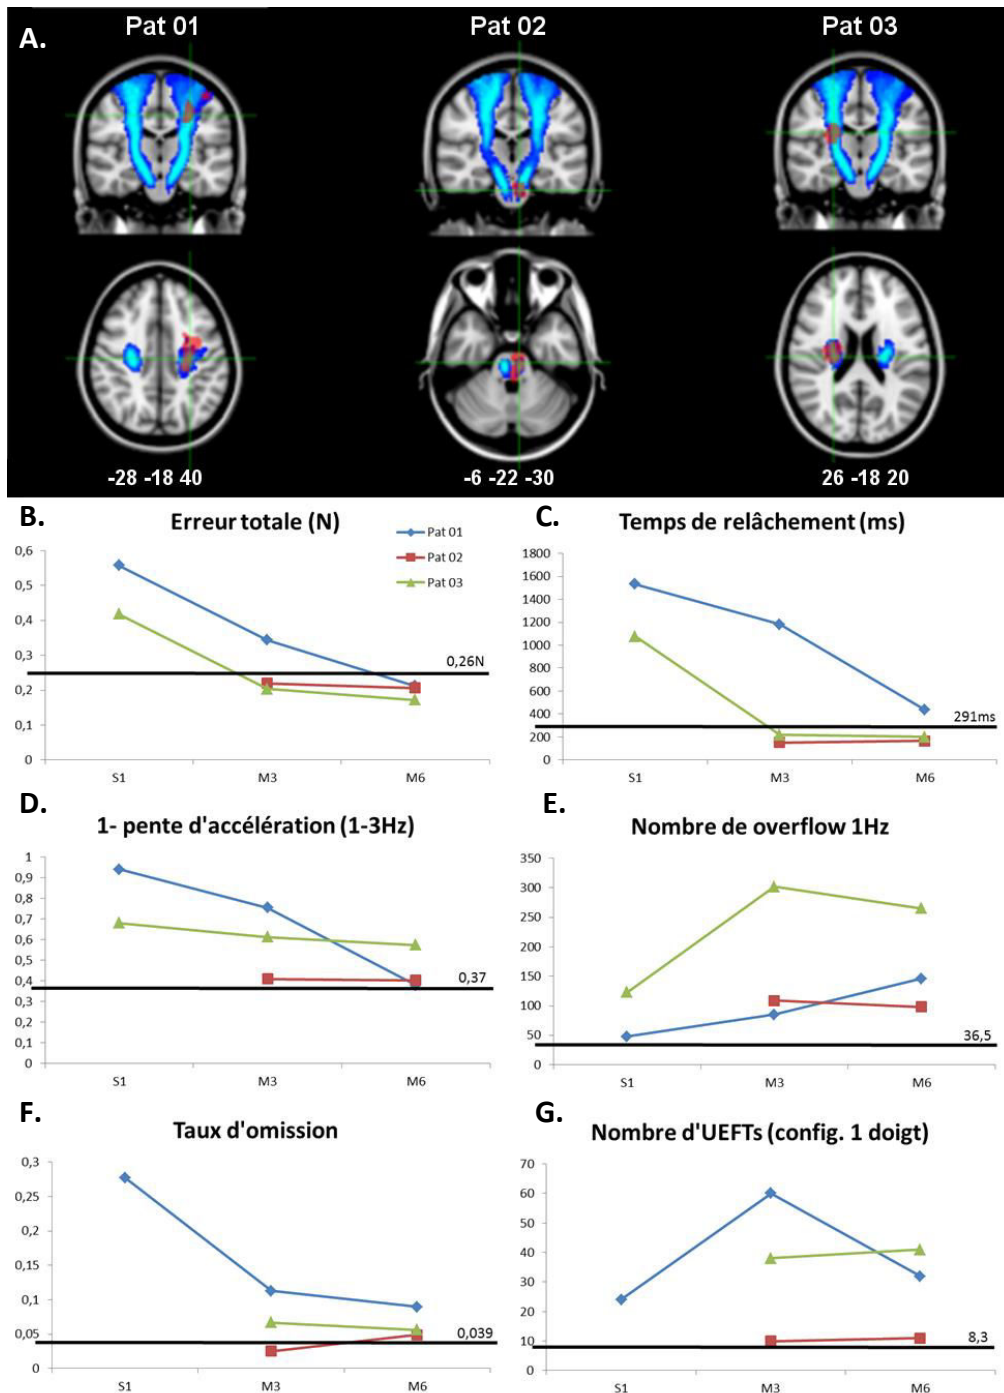 A.
Pat 01 Pat 02 Pat 03
-28 -18 40 -6 -22 -30 26 -18 20
B.
Erreur totale (N)
Pat 01
Pat 02
Pat 03
0,6
0,5
0,4
0,3
0,2
0,1
0
0,26N
S1 M3 M6
C.
Temps de relâchement (ms)
1800
1600
1400
1200
1000
800
600
400
200
0
291ms
S1 M3 M6
D.
1- pente d'accélération (1-3Hz)
1
0,9
0,8
0,7
0,6
0,5
0,4
0,3
0,2
0,1
0
0,37
S1 M3 M6
E.
Nombre de overflow 1Hz
350
300
250
200
150
100
50
0
36,5
S1 M3 M6
F.
Taux d'omission
0,3
0,25
0,2
0,15
0,1
0,05
0
0,039
S1 M3 M6
G.
Nombre d'UEFTs (config. 1 doigt)
70
60
50
40
30
20
10
0
8,3
S1 M3 M6